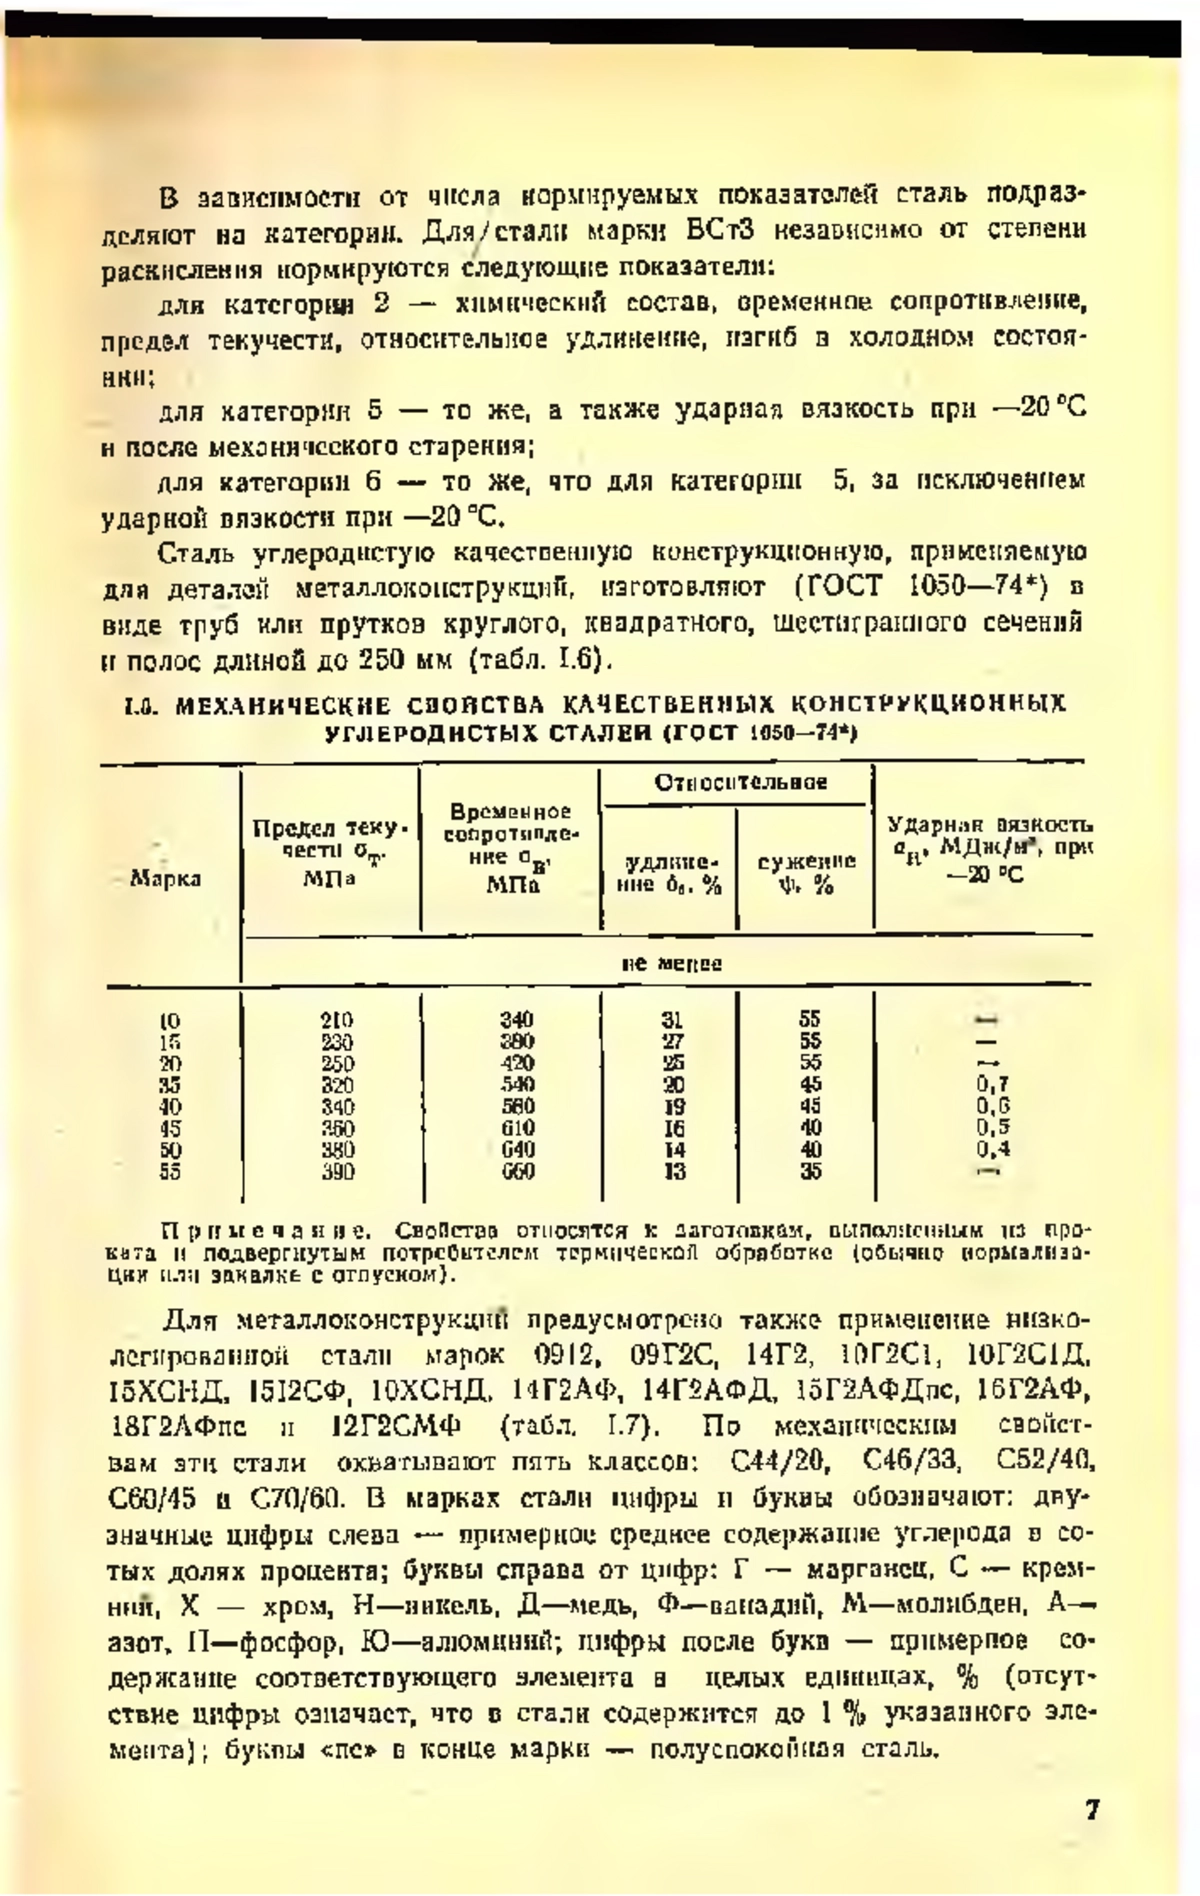 В зависимости от числа нормируемых показателей сталь подраз-
деляют на категории. Для стали марки ВСт3 независимо от степени
раскисления нормируются следующие показатели:
для категории 2 — химический состав, временное сопротивление,
предел текучести, относительное удлинение, изгиб в холодном состоя-
нии;
для категории 5 — то же, а также ударная вязкость при —20 °С
и после механического старения;
для категории 6 — то же, что для категории 5, за исключением
ударной вязкости при —20 °С.
Сталь углеродистую качественную конструкционную, применяемую
для деталей металлоконструкций, изготовляют (ГОСТ 1050—74*) в
виде труб или прутков круглого, квадратного, шестигранного сечений
и полос длиной до 250 мм (табл. I.6).
I.6. МЕХАНИЧЕСКИЕ СВОЙСТВА КАЧЕСТВЕННЫХ КОНСТРУКЦИОННЫХ
УГЛЕРОДИСТЫХ СТАЛЕЙ (ГОСТ 1050—74*)
Марка
Предел теку-
чести σт,
МПа
Временное
сопротивле-
ние σв,
МПа
Относительное
удлине-
ние δ₅, %
сужение
ψ, %
Ударная вязкость
aн, МДж/м², при
—20 °С
не менее
10 210 340 31 55 —
15 230 380 27 55 —
20 250 420 25 55 —
35 320 540 20 45 0,7
40 340 580 19 45 0,6
45 360 610 16 40 0,5
50 380 640 14 40 0,4
55 390 660 13 35 —
Примечание. Свойства относятся к заготовкам, выполненным из про-
ката и подвергнутым потребителем термической обработке (обычно нормализа-
ции или закалке с отпуском).
Для металлоконструкций предусмотрено также применение низко-
легированной стали марок 09Г2, 09Г2С, 14Г2, 10Г2С1, 10Г2С1Д,
15ХСНД, 15Г2СФ, 10ХСНД, 14Г2АФ, 14Г2АФД, 15Г2АФДпс, 16Г2АФ,
18Г2АФпс и 12Г2СМФ (табл. I.7). По механическим свойст-
вам эти стали охватывают пять классов: С44/29, С46/33, С52/40,
С60/45 и С70/60. В марках стали цифры и буквы обозначают: дву-
значные цифры слева — примерное среднее содержание углерода в со-
тых долях процента; буквы справа от цифр: Г — марганец, С — крем-
ний, Х — хром, Н—никель, Д—медь, Ф—ванадий, М—молибден, А—
азот, П—фосфор, Ю—алюминий; цифры после букв — примерное со-
держание соответствующего элемента в целых единицах, % (отсут-
ствие цифры означает, что в стали содержится до 1 % указанного эле-
мента); буквы «пс» в конце марки — полуспокойная сталь.
7